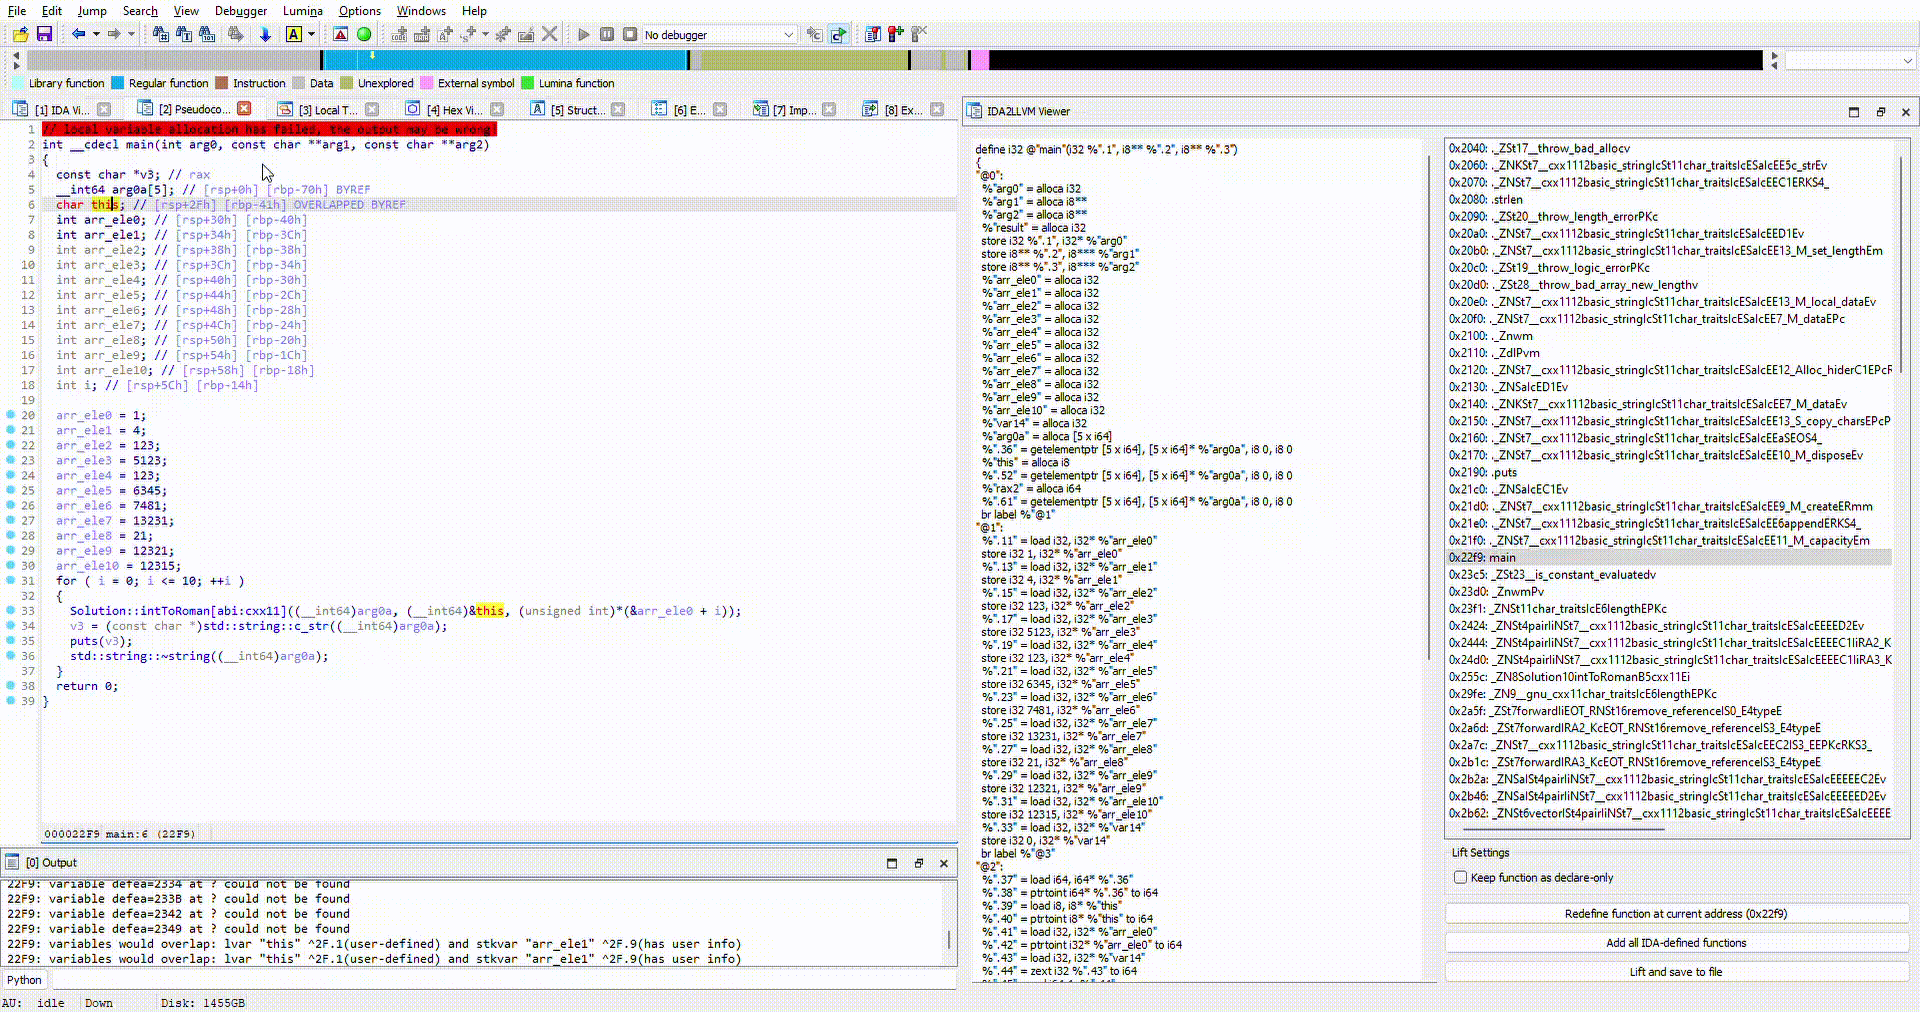 File Edit Jump Search View Debugger Lumina Options Windows Help
No debugger
Library function Regular function Instruction Data Unexplored External symbol Lumina function
[1] IDA Vi... [2] Pseudoco... [3] Local T... [4] Hex Vi... [5] Struct... [6] E... [7] Imp... [8] Ex...
1 // local variable allocation has failed, the output may be wrong!
2 int __cdecl main(int arg0, const char **arg1, const char **arg2)
3 {
4 const char *v3; // rax
5 __int64 arg0a[5]; // [rsp+0h] [rbp-70h] BYREF
6 char this; // [rsp+2Fh] [rbp-41h] OVERLAPPED BYREF
7 int arr_ele0; // [rsp+30h] [rbp-40h]
8 int arr_ele1; // [rsp+34h] [rbp-3Ch]
9 int arr_ele2; // [rsp+38h] [rbp-38h]
10 int arr_ele3; // [rsp+3Ch] [rbp-34h]
11 int arr_ele4; // [rsp+40h] [rbp-30h]
12 int arr_ele5; // [rsp+44h] [rbp-2Ch]
13 int arr_ele6; // [rsp+48h] [rbp-28h]
14 int arr_ele7; // [rsp+4Ch] [rbp-24h]
15 int arr_ele8; // [rsp+50h] [rbp-20h]
16 int arr_ele9; // [rsp+54h] [rbp-1Ch]
17 int arr_ele10; // [rsp+58h] [rbp-18h]
18 int i; // [rsp+5Ch] [rbp-14h]
19
20 arr_ele0 = 1;
21 arr_ele1 = 4;
22 arr_ele2 = 123;
23 arr_ele3 = 5123;
24 arr_ele4 = 123;
25 arr_ele5 = 6345;
26 arr_ele6 = 7481;
27 arr_ele7 = 13231;
28 arr_ele8 = 21;
29 arr_ele9 = 12321;
30 arr_ele10 = 12315;
31 for ( i = 0; i <= 10; ++i )
32 {
33 Solution::intToRoman[abi:cxx11]((__int64)arg0a, (__int64)&this, (unsigned int)*(&arr_ele0 + i));
34 v3 = (const char *)std::string::c_str((__int64)arg0a);
35 puts(v3);
36 std::string::~string((__int64)arg0a);
37 }
38 return 0;
39 }
000022F9 main:6 (22F9)
[0] Output
22F9: variable defea=2334 at ? could not be found
22F9: variable defea=233B at ? could not be found
22F9: variable defea=2342 at ? could not be found
22F9: variable defea=2349 at ? could not be found
22F9: variables would overlap: lvar "this" ^2F.1(user-defined) and stkvar "arr_ele1" ^2F.9(has user info)
22F9: variables would overlap: lvar "this" ^2F.1(user-defined) and stkvar "arr_ele1" ^2F.9(has user info)
Python
AU: idle Down Disk: 1455GB
IDA2LLVM Viewer
define i32 @"main"(i32 %".1", i8** %".2", i8** %".3")
{
"@0":
%"arg0" = alloca i32
%"arg1" = alloca i8**
%"arg2" = alloca i8**
%"result" = alloca i32
store i32 %".1", i32* %"arg0"
store i8** %".2", i8*** %"arg1"
store i8** %".3", i8*** %"arg2"
%"arr_ele0" = alloca i32
%"arr_ele1" = alloca i32
%"arr_ele2" = alloca i32
%"arr_ele3" = alloca i32
%"arr_ele4" = alloca i32
%"arr_ele5" = alloca i32
%"arr_ele6" = alloca i32
%"arr_ele7" = alloca i32
%"arr_ele8" = alloca i32
%"arr_ele9" = alloca i32
%"arr_ele10" = alloca i32
%"var14" = alloca i32
%"arg0a" = alloca [5 x i64]
%".36" = getelementptr [5 x i64], [5 x i64]* %"arg0a", i8 0, i8 0
%"this" = alloca i8
%".52" = getelementptr [5 x i64], [5 x i64]* %"arg0a", i8 0, i8 0
%"rax2" = alloca i64
%".61" = getelementptr [5 x i64], [5 x i64]* %"arg0a", i8 0, i8 0
br label %"@1"
"@1":
%".11" = load i32, i32* %"arr_ele0"
store i32 1, i32* %"arr_ele0"
%".13" = load i32, i32* %"arr_ele1"
store i32 4, i32* %"arr_ele1"
%".15" = load i32, i32* %"arr_ele2"
store i32 123, i32* %"arr_ele2"
%".17" = load i32, i32* %"arr_ele3"
store i32 5123, i32* %"arr_ele3"
%".19" = load i32, i32* %"arr_ele4"
store i32 123, i32* %"arr_ele4"
%".21" = load i32, i32* %"arr_ele5"
store i32 6345, i32* %"arr_ele5"
%".23" = load i32, i32* %"arr_ele6"
store i32 7481, i32* %"arr_ele6"
%".25" = load i32, i32* %"arr_ele7"
store i32 13231, i32* %"arr_ele7"
%".27" = load i32, i32* %"arr_ele8"
store i32 21, i32* %"arr_ele8"
%".29" = load i32, i32* %"arr_ele9"
store i32 12321, i32* %"arr_ele9"
%".31" = load i32, i32* %"arr_ele10"
store i32 12315, i32* %"arr_ele10"
%".33" = load i32, i32* %"var14"
store i32 0, i32* %"var14"
br label %"@3"
"@2":
%".37" = load i64, i64* %".36"
%".38" = ptrtoint i64* %".36" to i64
%".39" = load i8, i8* %"this"
%".40" = ptrtoint i8* %"this" to i64
%".41" = load i32, i32* %"arr_ele0"
%".42" = ptrtoint i32* %"arr_ele0" to i64
%".43" = load i32, i32* %"var14"
%".44" = zext i32 %".43" to i64
0x2040: ._ZSt17__throw_bad_allocv
0x2060: ._ZNKSt7__cxx1112basic_stringIcSt11char_traitsIcESaIcEE5c_strEv
0x2070: ._ZNSt7__cxx1112basic_stringIcSt11char_traitsIcESaIcEEC1ERKS4_
0x2080: .strlen
0x2090: ._ZSt20__throw_length_errorPKc
0x20a0: ._ZNSt7__cxx1112basic_stringIcSt11char_traitsIcESaIcEED1Ev
0x20b0: ._ZNSt7__cxx1112basic_stringIcSt11char_traitsIcESaIcEE13_M_set_lengthEm
0x20c0: ._ZSt19__throw_logic_errorPKc
0x20d0: ._ZSt28__throw_bad_array_new_lengthv
0x20e0: ._ZNSt7__cxx1112basic_stringIcSt11char_traitsIcESaIcEE13_M_local_dataEv
0x20f0: ._ZNSt7__cxx1112basic_stringIcSt11char_traitsIcESaIcEE7_M_dataEPc
0x2100: ._Znwm
0x2110: ._ZdlPvm
0x2120: ._ZNSt7__cxx1112basic_stringIcSt11char_traitsIcESaIcEE12_Alloc_hiderC1EPcR
0x2130: ._ZNSaIcED1Ev
0x2140: ._ZNKSt7__cxx1112basic_stringIcSt11char_traitsIcESaIcEE7_M_dataEv
0x2150: ._ZNSt7__cxx1112basic_stringIcSt11char_traitsIcESaIcEE13_S_copy_charsEPcP
0x2160: ._ZNSt7__cxx1112basic_stringIcSt11char_traitsIcESaIcEEaSEOS4_
0x2170: ._ZNSt7__cxx1112basic_stringIcSt11char_traitsIcESaIcEE10_M_disposeEv
0x2190: .puts
0x21c0: ._ZNSaIcEC1Ev
0x21d0: ._ZNSt7__cxx1112basic_stringIcSt11char_traitsIcESaIcEE9_M_createERmm
0x21e0: ._ZNSt7__cxx1112basic_stringIcSt11char_traitsIcESaIcEE6appendERKS4_
0x21f0: ._ZNSt7__cxx1112basic_stringIcSt11char_traitsIcESaIcEE11_M_capacityEm
0x22f9: main
0x23c5: _ZSt23__is_constant_evaluatedv
0x23d0: _ZnwmPv
0x23f1: _ZNSt11char_traitsIcE6lengthEPKc
0x2424: _ZNSt4pairIiNSt7__cxx1112basic_stringIcSt11char_traitsIcESaIcEEEED2Ev
0x2444: _ZNSt4pairIiNSt7__cxx1112basic_stringIcSt11char_traitsIcESaIcEEEEC1IiRA2_K
0x24d0: _ZNSt4pairIiNSt7__cxx1112basic_stringIcSt11char_traitsIcESaIcEEEEC1IiRA3_K
0x255c: _ZN8Solution10intToRomanB5cxx11Ei
0x29fe: _ZN9__gnu_cxx11char_traitsIcE6lengthEPKc
0x2a5f: _ZSt7forwardIiEOT_RNSt16remove_referenceIS0_E4typeE
0x2a6d: _ZSt7forwardIRA2_KcEOT_RNSt16remove_referenceIS3_E4typeE
0x2a7c: _ZNSt7__cxx1112basic_stringIcSt11char_traitsIcESaIcEEC2IS3_EEPKcRKS3_
0x2b1c: _ZSt7forwardIRA3_KcEOT_RNSt16remove_referenceIS3_E4typeE
0x2b2a: _ZNSaISt4pairIiNSt7__cxx1112basic_stringIcSt11char_traitsIcESaIcEEEEEC2Ev
0x2b46: _ZNSaISt4pairIiNSt7__cxx1112basic_stringIcSt11char_traitsIcESaIcEEEEED2Ev
0x2b62: _ZNSt6vectorISt4pairIiNSt7__cxx1112basic_stringIcSt11char_traitsIcESaIcEEEE
Lift Settings
Keep function as declare-only
Redefine function at current address (0x22f9)
Add all IDA-defined functions
Lift and save to file